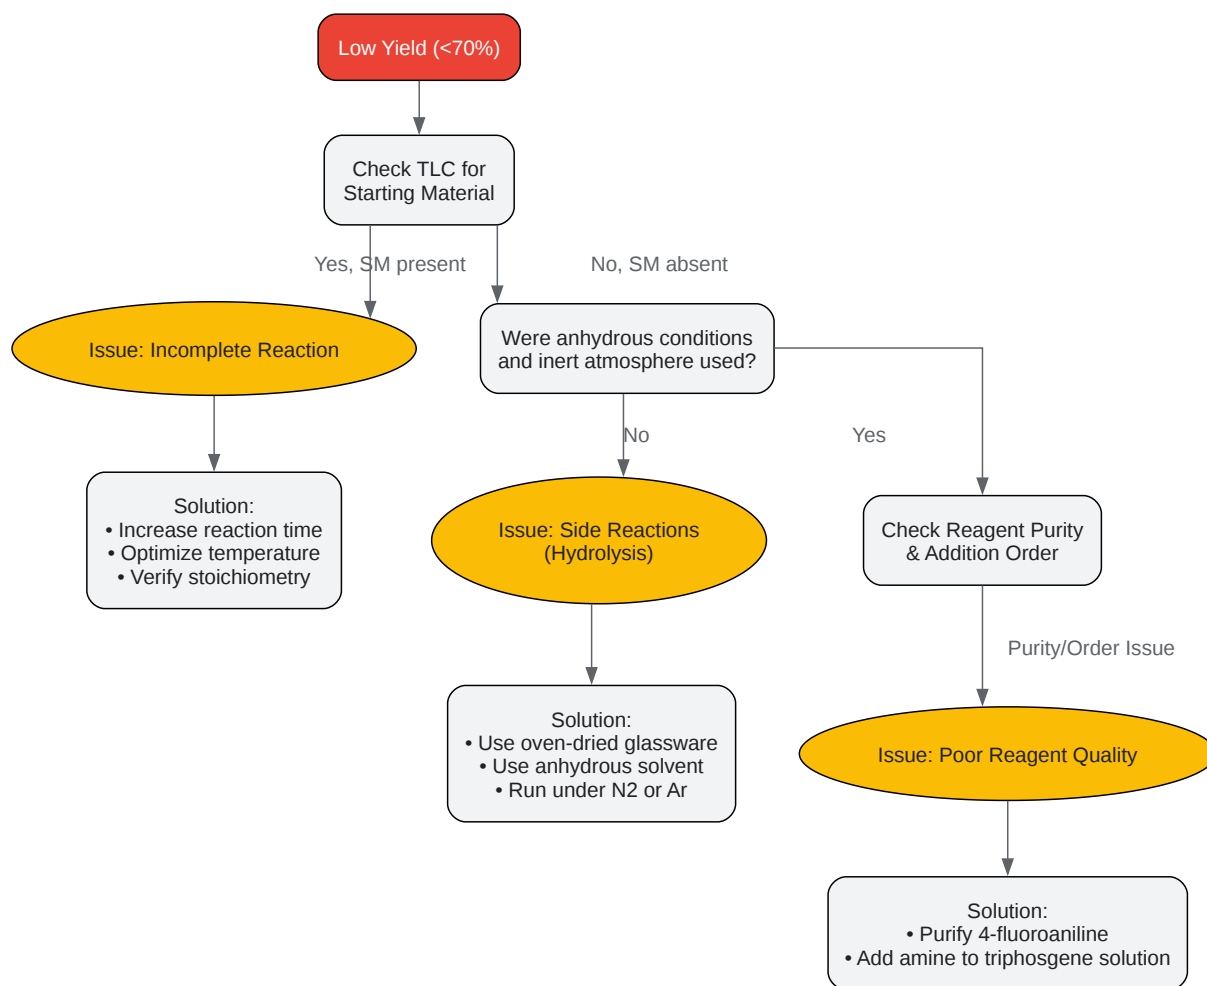 Low Yield (<70%)
Check TLC for
Starting Material
Yes, SM present
No, SM absent
Issue: Incomplete Reaction
Were anhydrous conditions
and inert atmosphere used?
No
Yes
Solution:
• Increase reaction time
• Optimize temperature
• Verify stoichiometry
Issue: Side Reactions
(Hydrolysis)
Check Reagent Purity
& Addition Order
Purity/Order Issue
Solution:
• Use oven-dried glassware
• Use anhydrous solvent
• Run under N2 or Ar
Issue: Poor Reagent Quality
Solution:
• Purify 4-fluoroaniline
• Add amine to triphosgene solution